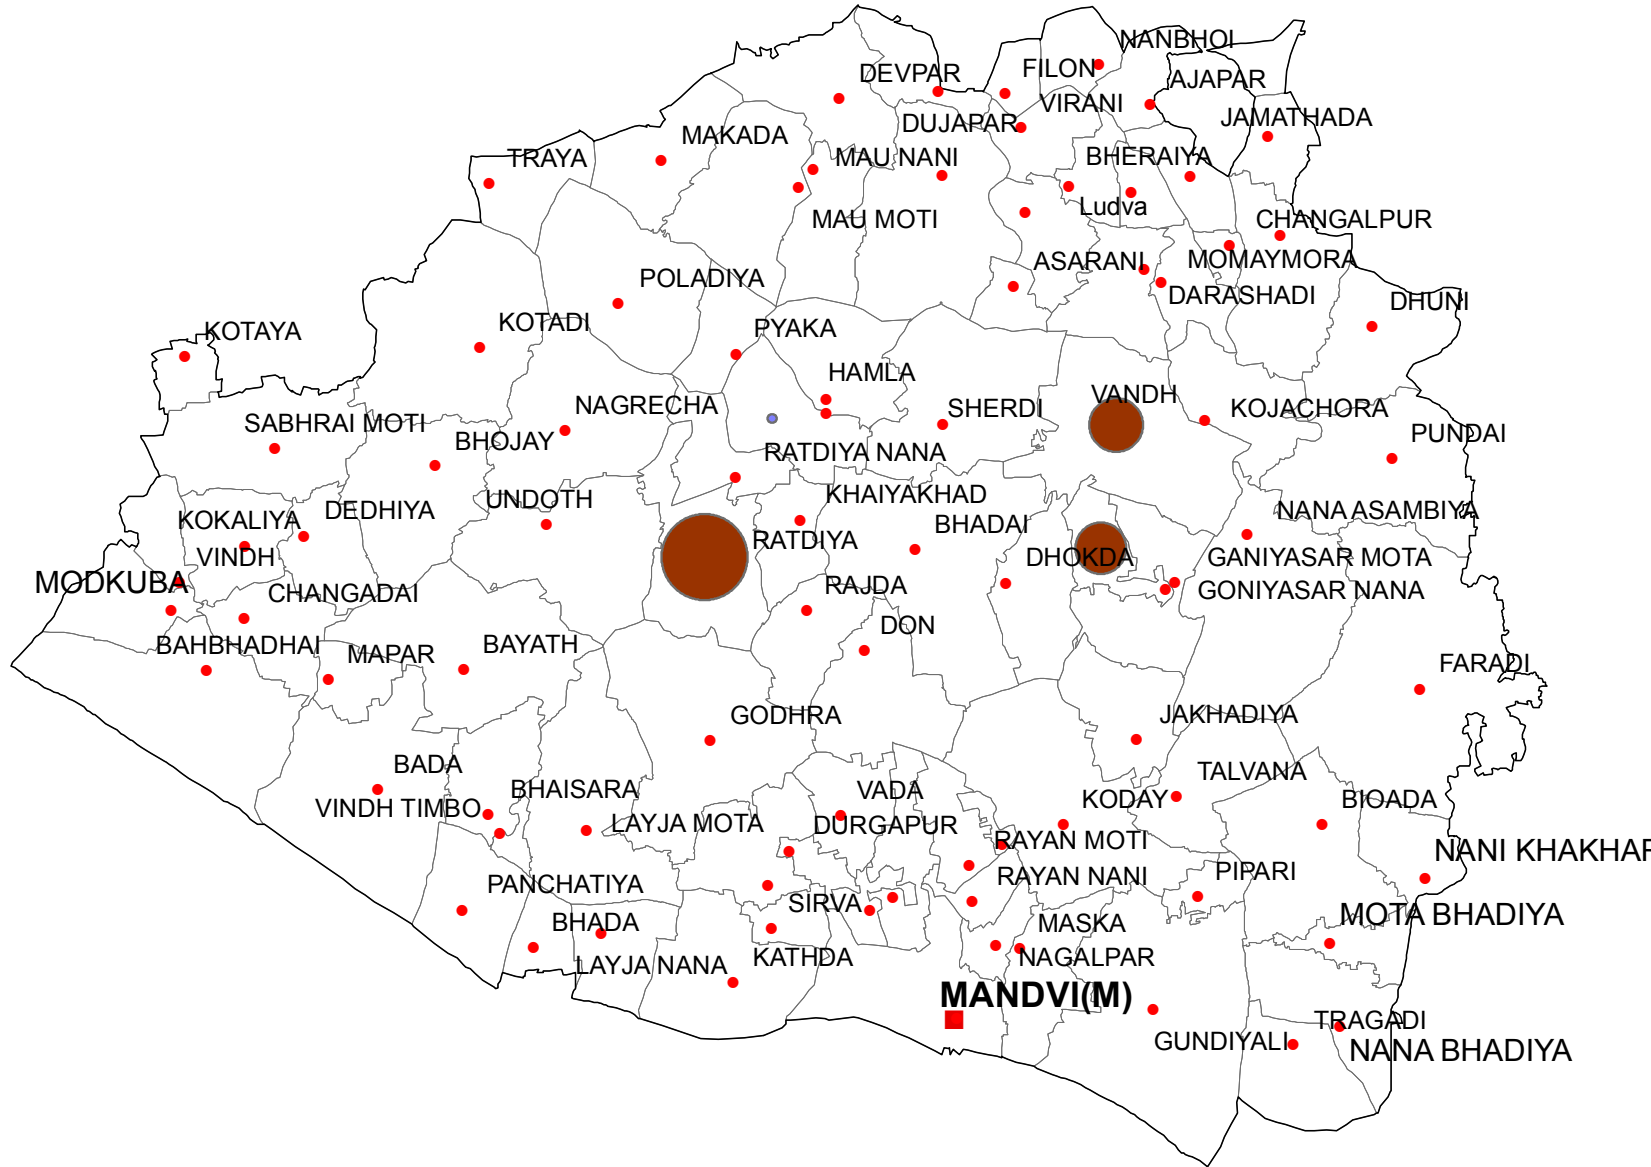 NANBHOI
DEVPAR
FILON
AJAPAR
VIRANI
JAMATHADA
DUJAPAR
MAKADA
TRAYA
MAU NANI
BHERAIYA
Ludva
MAU MOTI
CHANGALPUR
ASARANI
MOMAYMORA
POLADIYA
DARASHADI
DHUNI
KOTAYA
KOTADI
PYAKA
HAMLA
VANDH
NAGRECHA
SHERDI
KOJACHORA
SABHRAI MOTI
BHOJAY
PUNDAI
RATDIYA NANA
UNDOTH
KHAIYAKHAD
DEDHIYA
NANA ASAMBIYA
KOKALIYA
BHADAI
RATDIYA
VINDH
DHOKDA
GANIYASAR MOTA
MODKUBA
CHANGADAI
RAJDA
GONIYASAR NANA
DON
BAHBHADHAI
MAPAR
BAYATH
FARADI
GODHRA
JAKHADIYA
BADA
TALVANA
BHAISARA
VADA
KODAY
BIOADA
VINDH TIMBO
LAYJA MOTA
DURGAPUR
RAYAN MOTI
NANI KHAKHAR
PIPARI
RAYAN NANI
PANCHATIYA
SIRVA
MOTA BHADIYA
BHADA
MASKA
KATHDA
NAGALPAR
LAYJA NANA
MANDVI(M)
TRAGADI
GUNDIYALI
NANA BHADIYA